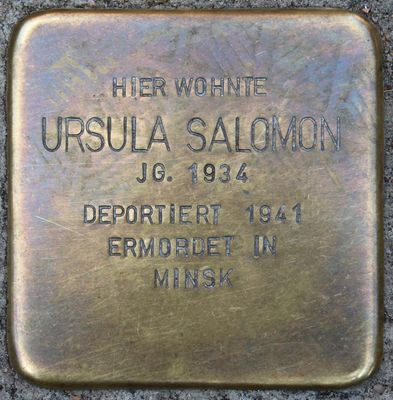 HIER WOHNTE
URSULA SALOMON
JG. 1934
DEPORTIERT 1941
ERMORDET IN
MINSK